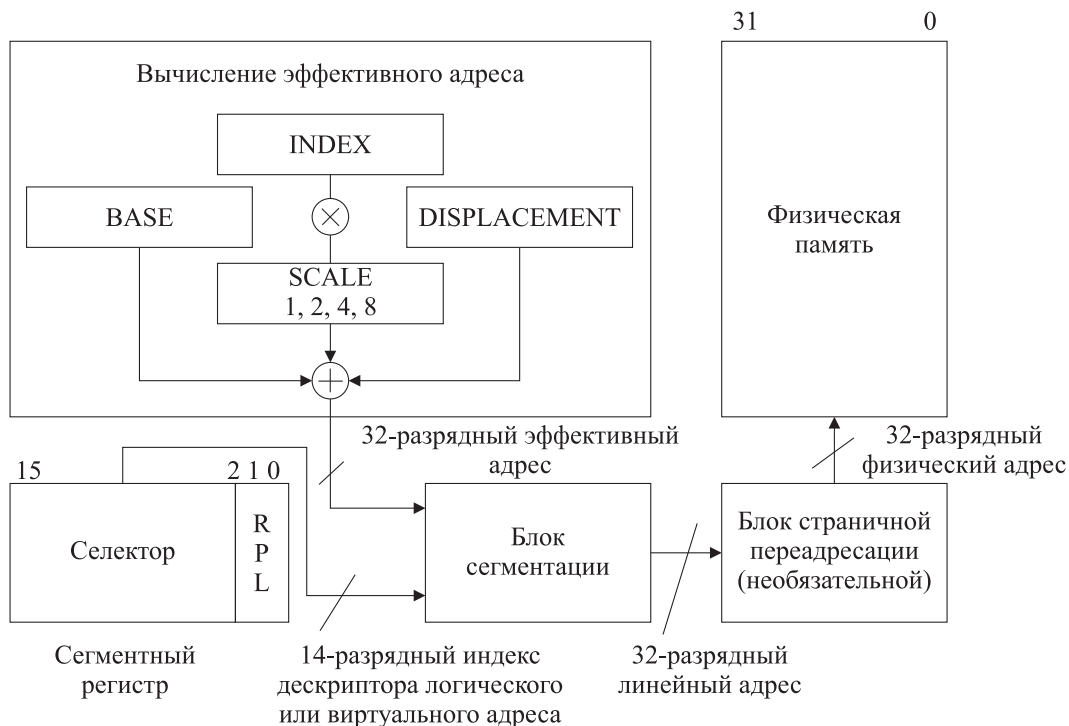 31 0
Вычисление эффективного адреса
INDEX
BASE
DISPLACEMENT
SCALE
1, 2, 4, 8
Физическая
память
32-разрядный эффективный
адрес
32-разрядный
физический адрес
15 2 1 0
Селектор
R
P
L
Блок
сегментации
Блок страничной
переадресации
(необязательной)
Сегментный
регистр
14-разрядный индекс
дескриптора логического
или виртуального адреса
32-разрядный
линейный адрес